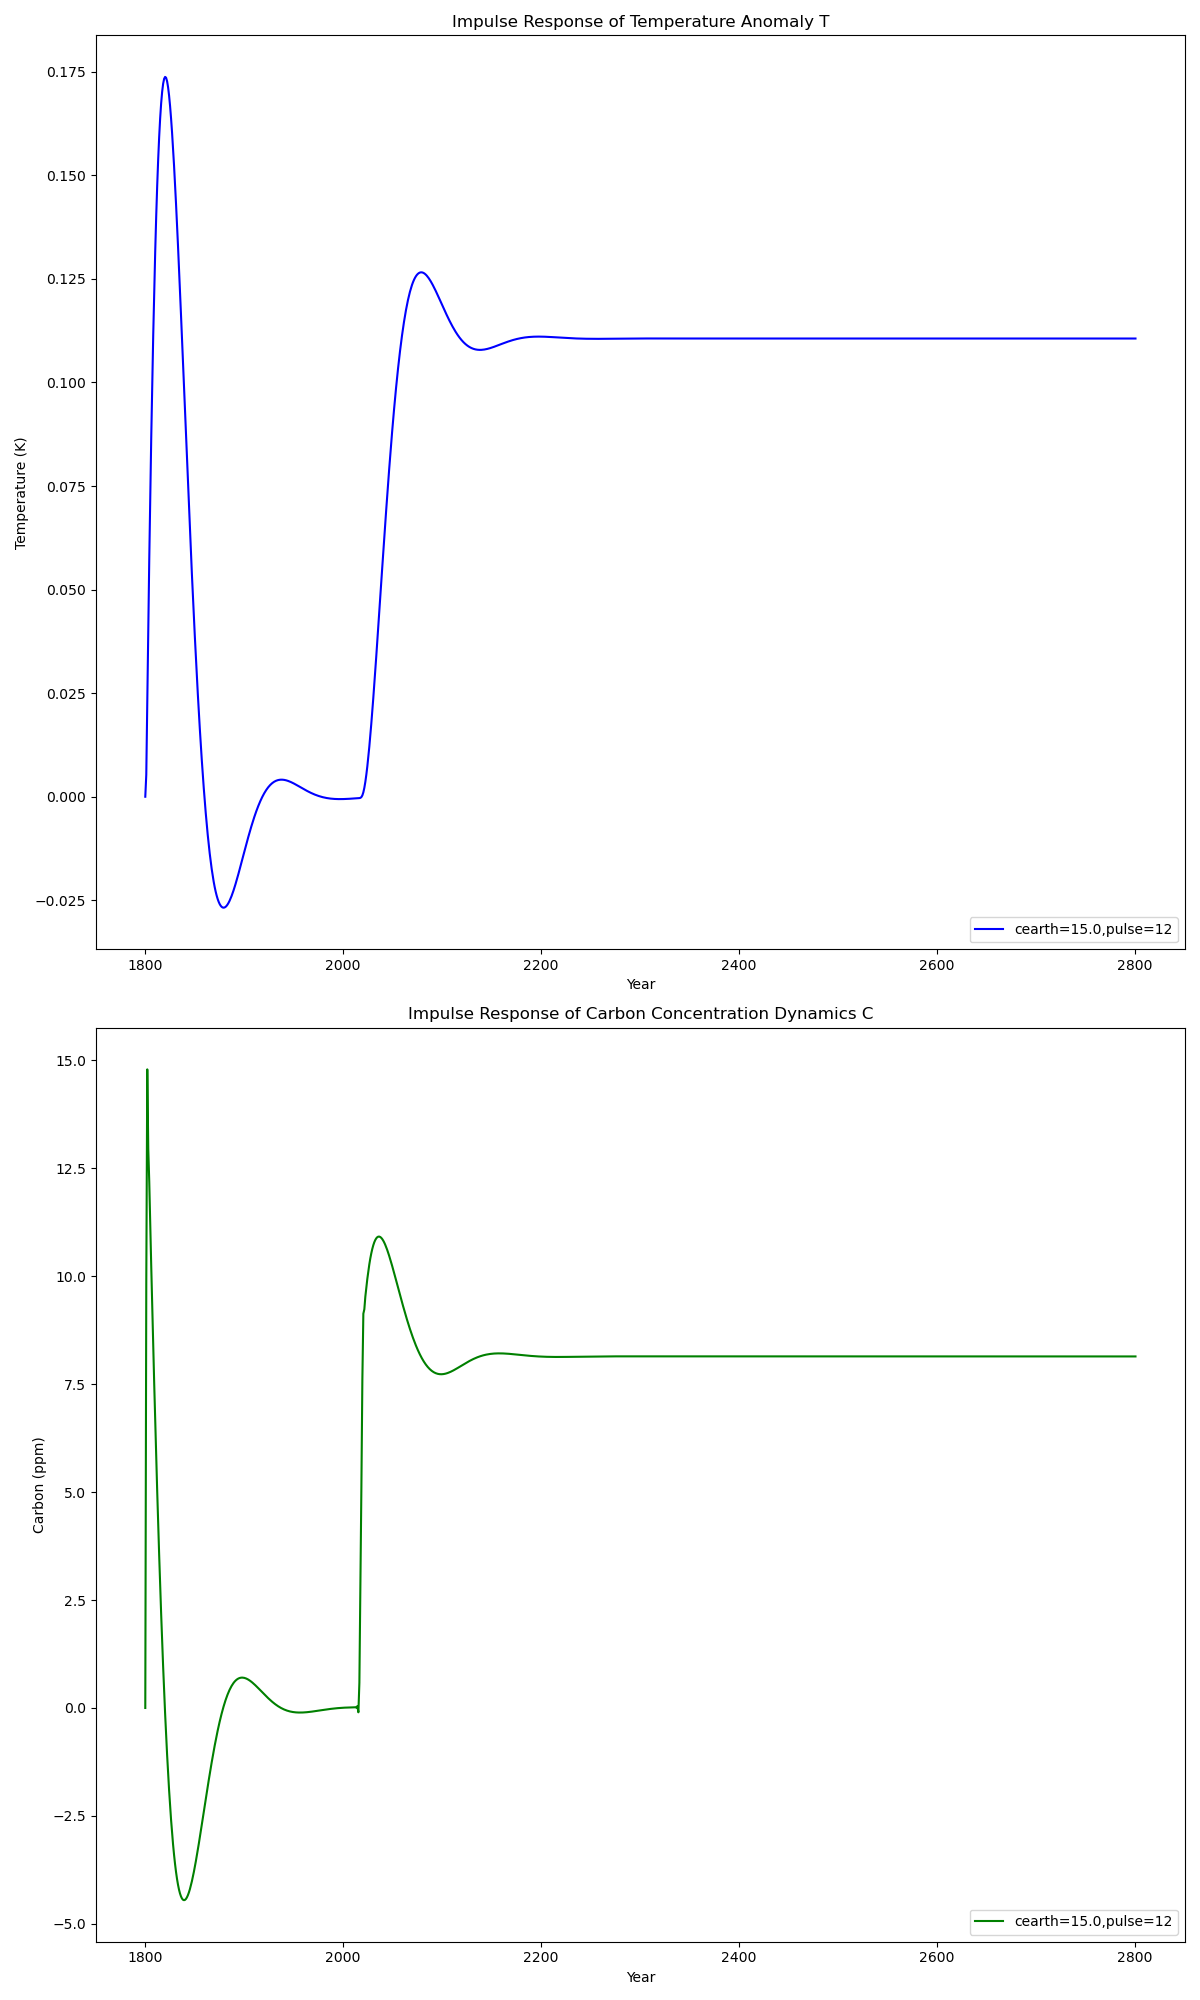 Impulse Response of Temperature Anomaly T
0.175
0.150
0.125
0.100
0.075
0.050
0.025
0.000
−0.025
Temperature (K)
cearth=15.0,pulse=12
1800 2000 2200 2400 2600 2800
Year
Impulse Response of Carbon Concentration Dynamics C
15.0
12.5
10.0
7.5
5.0
2.5
0.0
−2.5
−5.0
Carbon (ppm)
cearth=15.0,pulse=12
1800 2000 2200 2400 2600 2800
Year